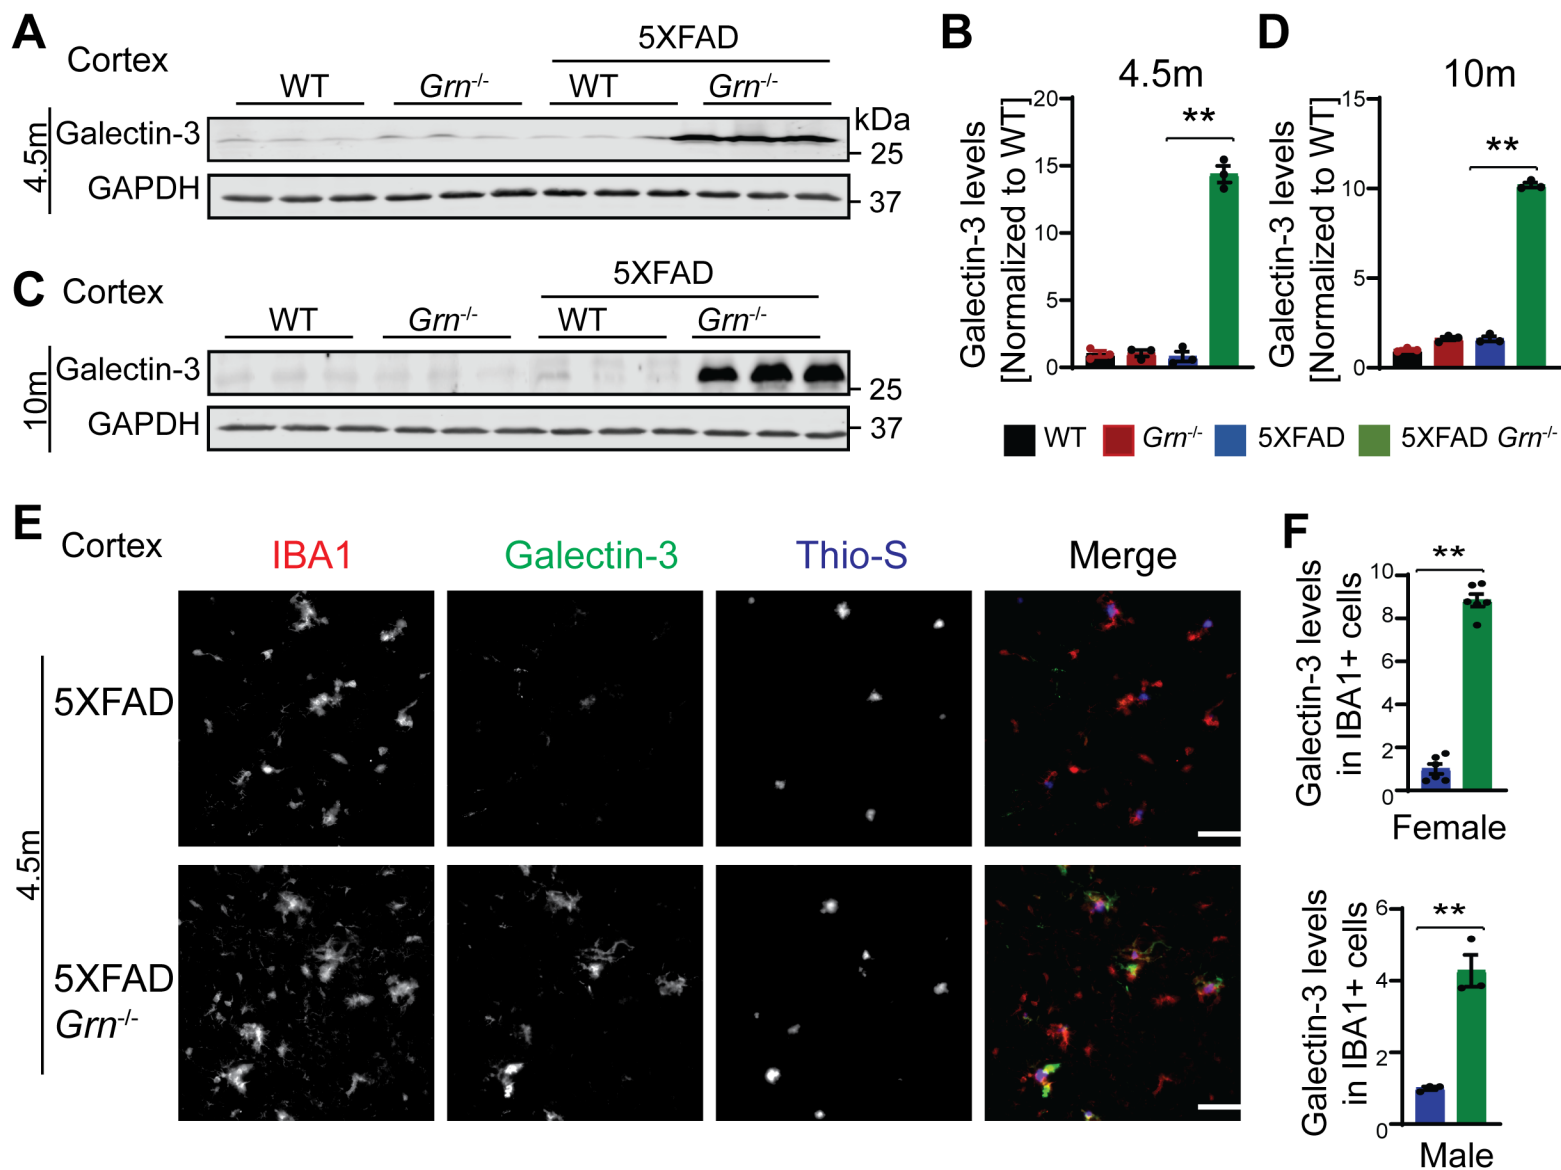 A
Cortex
5XFAD
WT Grn-/- WT Grn-/-
4.5m
Galectin-3
kDa
25
GAPDH
37
B
4.5m
Galectin-3 levels
[Normalized to WT]
20
15
10
5
0
**
D
10m
Galectin-3 levels
[Normalized to WT]
15
10
5
0
**
C
Cortex
5XFAD
WT Grn-/- WT Grn-/-
10m
Galectin-3
25
GAPDH
37
WT Grn-/- 5XFAD 5XFAD Grn-/-
E
Cortex
IBA1 Galectin-3 Thio-S Merge
4.5m
5XFAD
5XFAD
Grn-/-
F
Galectin-3 levels
in IBA1+ cells
10
8
6
4
2
0
**
Female
Galectin-3 levels
in IBA1+ cells
6
4
2
0
**
Male